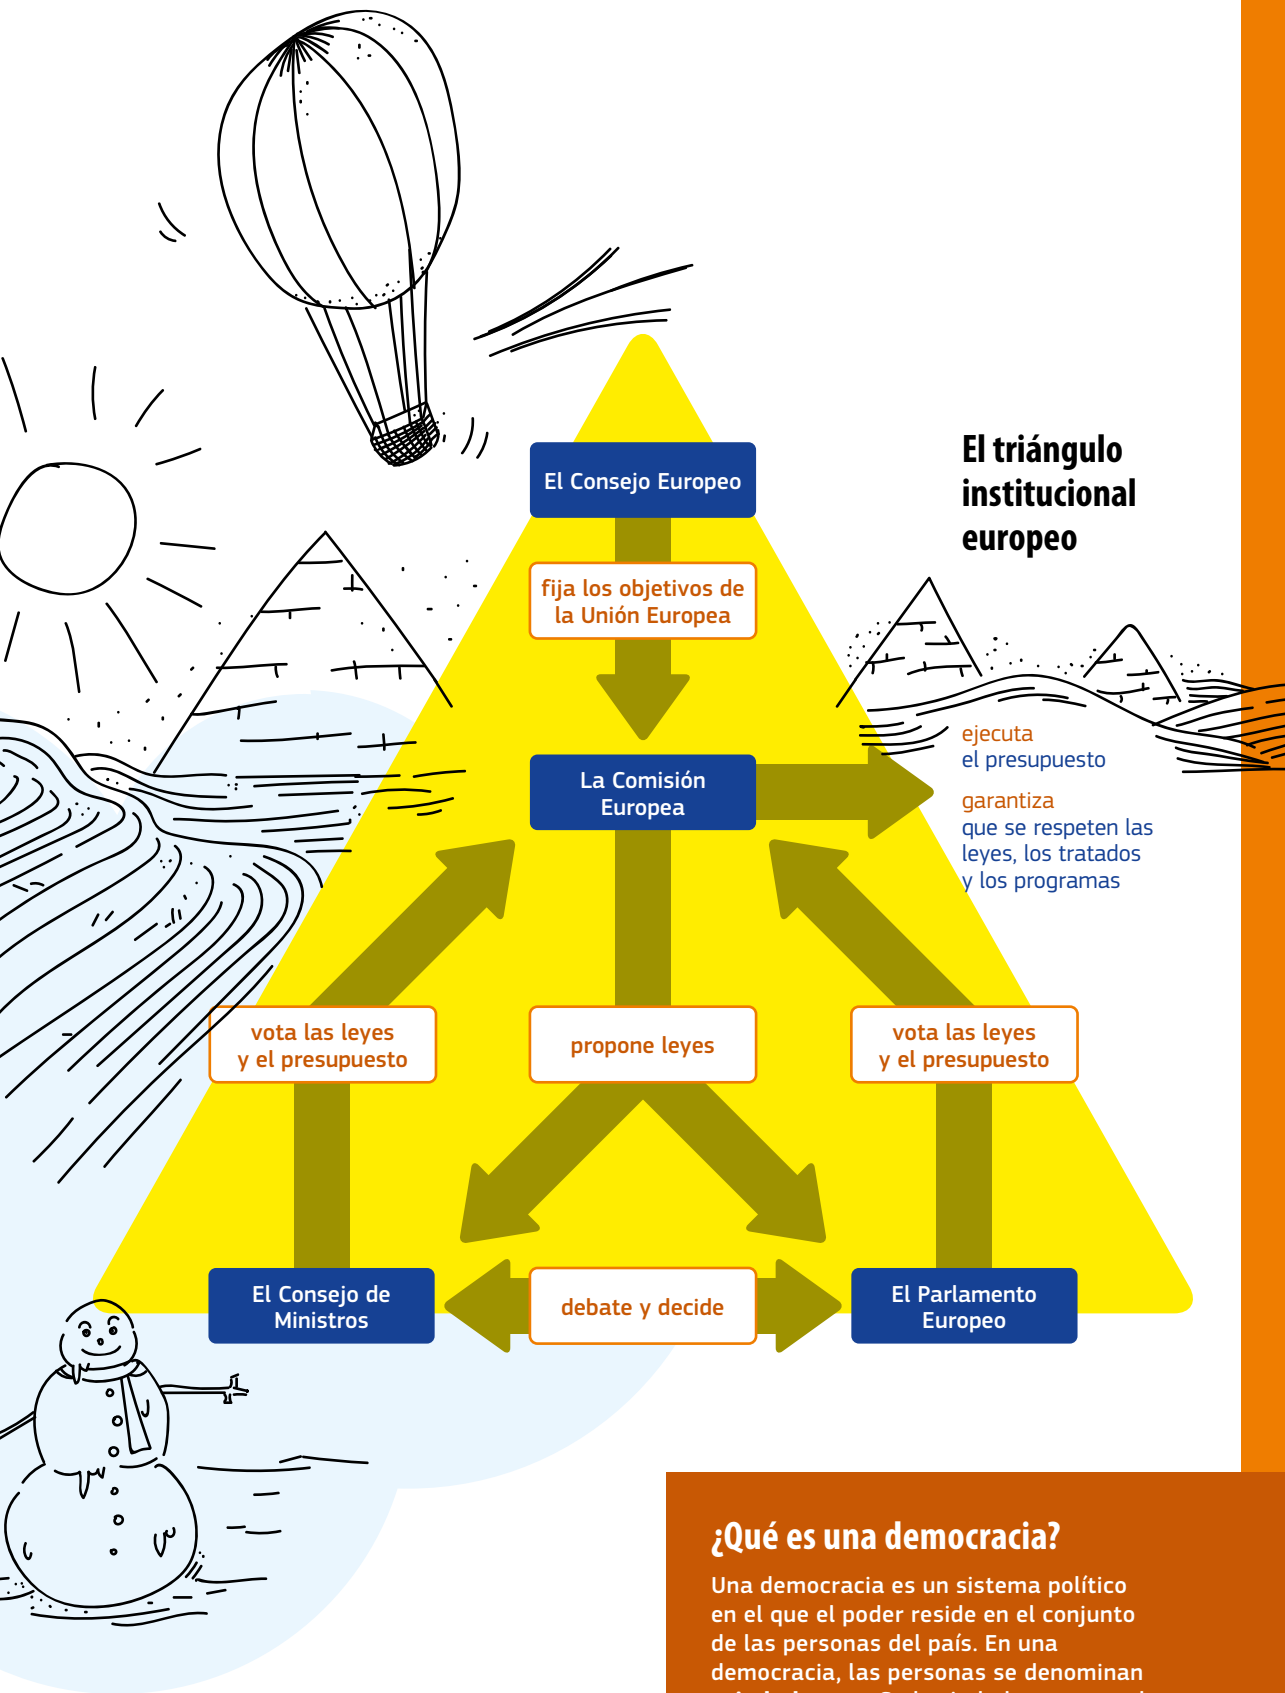 El triángulo
institucional
europeo
El Consejo Europeo
fija los objetivos de
la Unión Europea
La Comisión
Europea
ejecuta
el presupuesto
garantiza
que se respeten las
leyes, los tratados
y los programas
vota las leyes
y el presupuesto
propone leyes
vota las leyes
y el presupuesto
El Consejo de
Ministros
debate y decide
El Parlamento
Europeo
¿Qué es una democracia?
Una democracia es un sistema político
en el que el poder reside en el conjunto
de las personas del país. En una
democracia, las personas se denominan